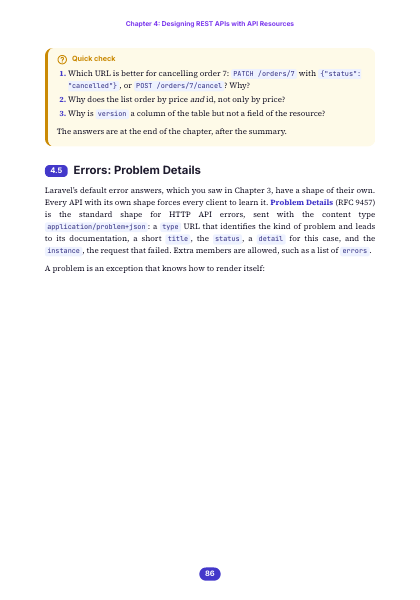 Chapter 4: Designing REST APIs with API Resources
Quick check
1. Which URL is better for cancelling order 7: PATCH /orders/7 with {"status":
"cancelled"}, or POST /orders/7/cancel? Why?
2. Why does the list order by price and id, not only by price?
3. Why is version a column of the table but not a field of the resource?
The answers are at the end of the chapter, after the summary.
4.5 Errors: Problem Details
Laravel's default error answers, which you saw in Chapter 3, have a shape of their own.
Every API with its own shape forces every client to learn it. Problem Details (RFC 9457)
is the standard shape for HTTP API errors, sent with the content type
application/problem+json: a type URL that identifies the kind of problem and leads
to its documentation, a short title, the status, a detail for this case, and the
instance, the request that failed. Extra members are allowed, such as a list of errors.
A problem is an exception that knows how to render itself:
86